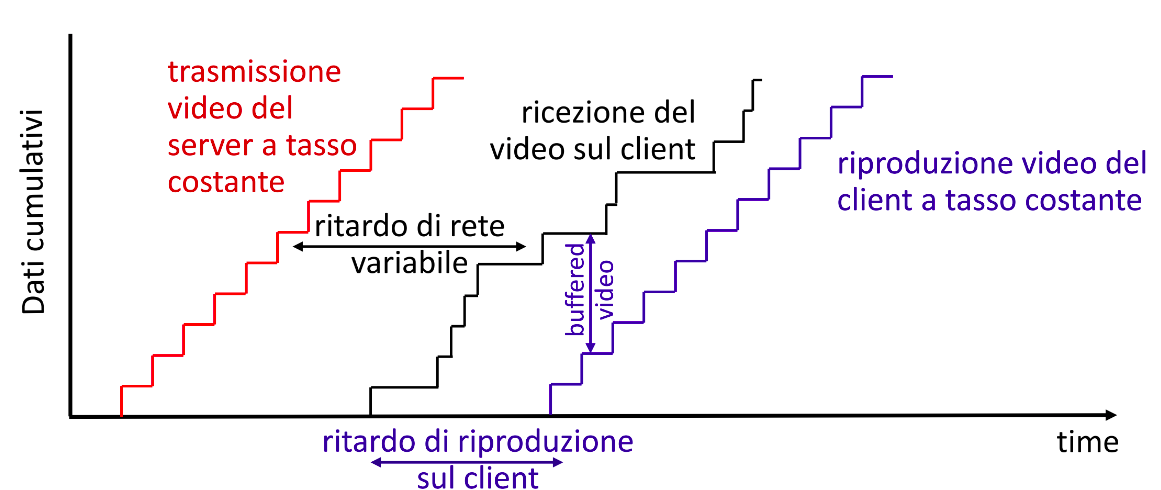 trasmissione
video del
server a tasso
costante
ricezione del
video sul client
riproduzione video del
client a tasso costante
ritardo di rete
variabile
buffered
video
Dati cumulativi
ritardo di riproduzione
sul client
time